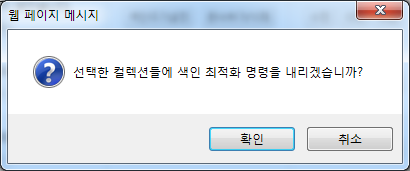 웹 페이지 메시지
선택한 컬렉션들에 색인 최적화 명령을 내리겠습니까?
확인
취소